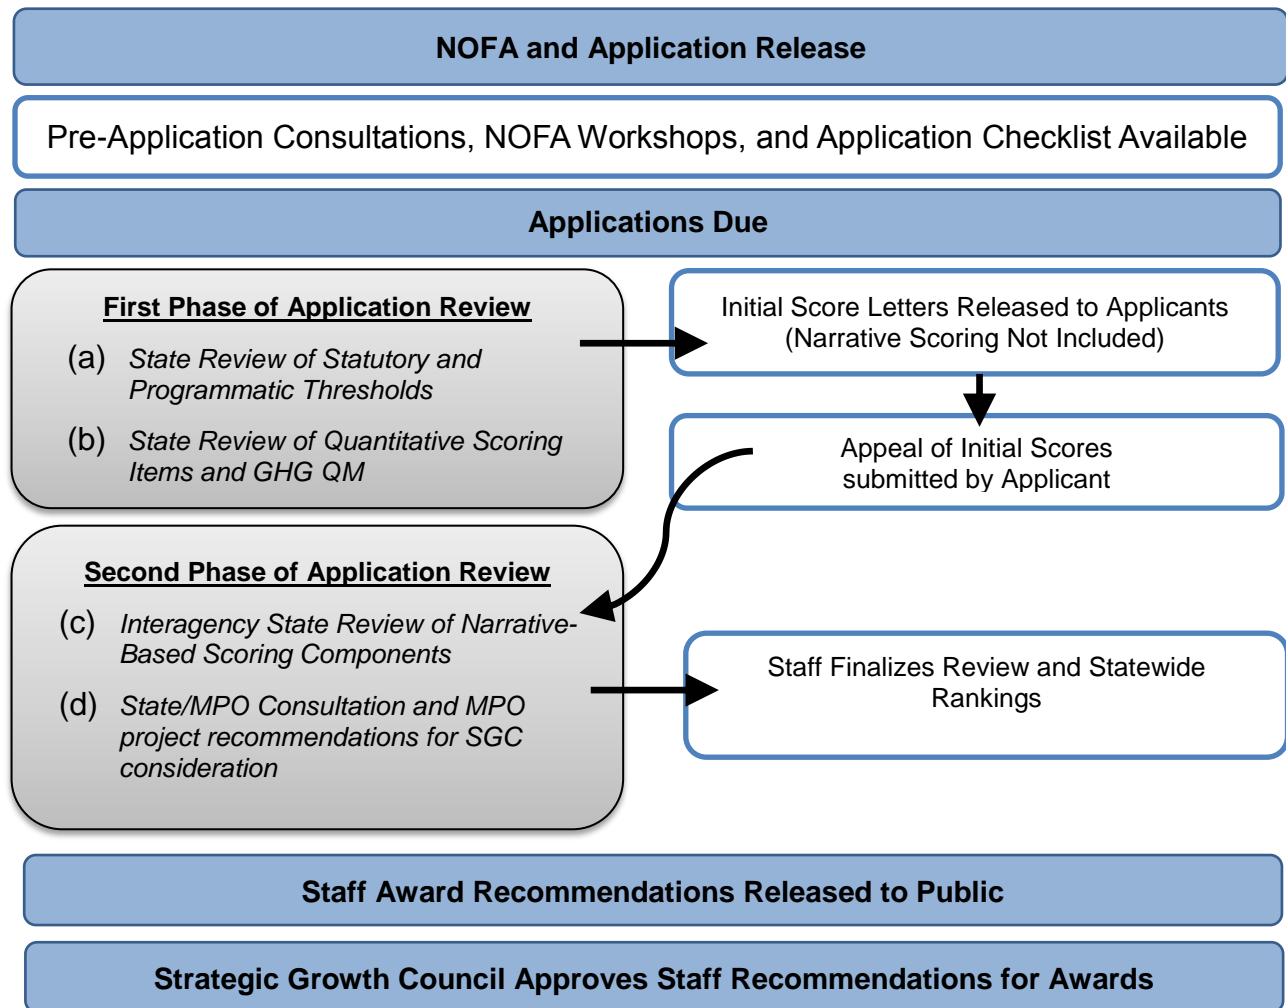 NOFA and Application Release
Pre-Application Consultations, NOFA Workshops, and Application Checklist Available
Applications Due
First Phase of Application Review
(a) State Review of Statutory and
Programmatic Thresholds
(b) State Review of Quantitative Scoring
Items and GHG QM
Initial Score Letters Released to Applicants
(Narrative Scoring Not Included)
Appeal of Initial Scores
submitted by Applicant
Second Phase of Application Review
(c) Interagency State Review of Narrative-
Based Scoring Components
(d) State/MPO Consultation and MPO
project recommendations for SGC
consideration
Staff Finalizes Review and Statewide
Rankings
Staff Award Recommendations Released to Public
Strategic Growth Council Approves Staff Recommendations for Awards